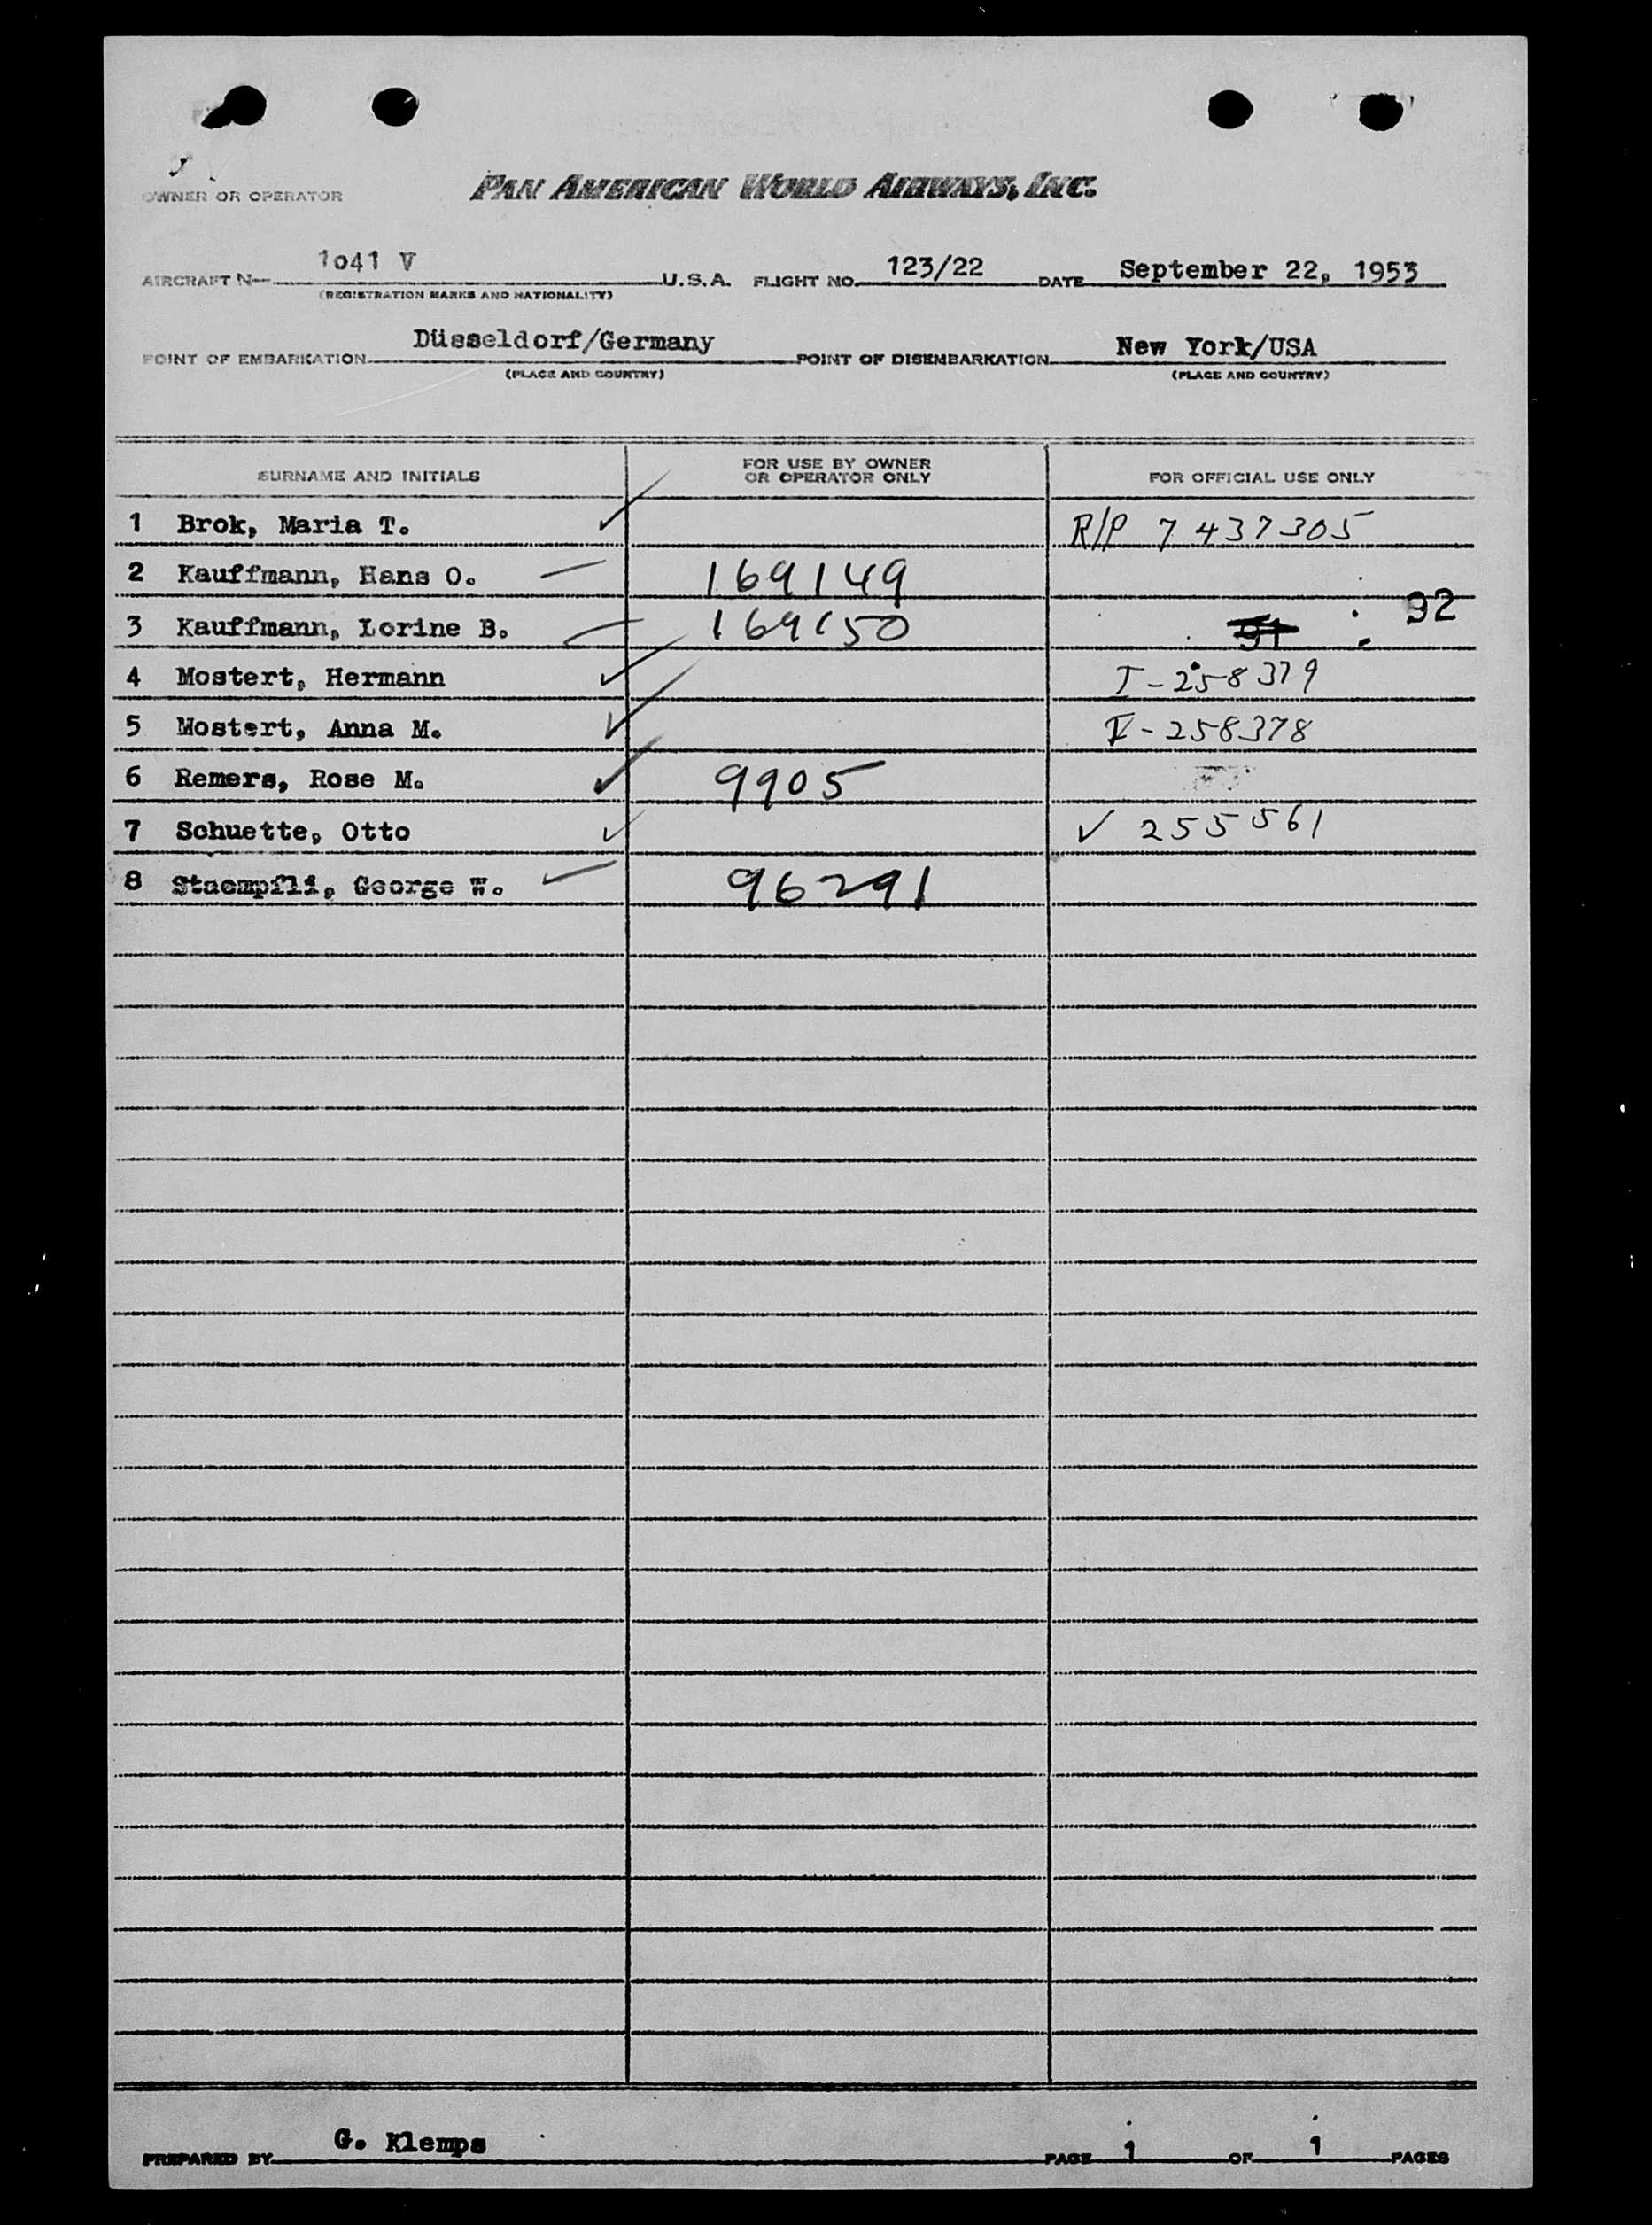 OWNER OR OPERATOR PAN AMERICAN WORLD AIRWAYS, INC.
AIRCRAFT N 1041 V U.S.A. FLIGHT NO. 123/22 DATE September 22, 1953
(REGISTRATION MARKS AND NATIONALITY)
POINT OF EMBARKATION Düsseldorf/Germany POINT OF DISEMBARKATION New York/USA
(PLACE AND COUNTRY) (PLACE AND COUNTRY)
SURNAME AND INITIALS FOR USE BY OWNER OR OPERATOR ONLY FOR OFFICIAL USE ONLY
1 Brok, Maria T. ✓ R/P 7437305
2 Kauffmann, Hans O. 169149
3 Kauffmann, Lorine B. 169150 92
4 Mostert, Hermann ✓ I-258379
5 Mostert, Anna M. ✓ V-258378
6 Remers, Rose M. ✓ 9905
7 Schuette, Otto ✓ V 255561
8 Staempfli, George W. 96291
PREPARED BY G. Klemps PAGE 1 OF 1 PAGES